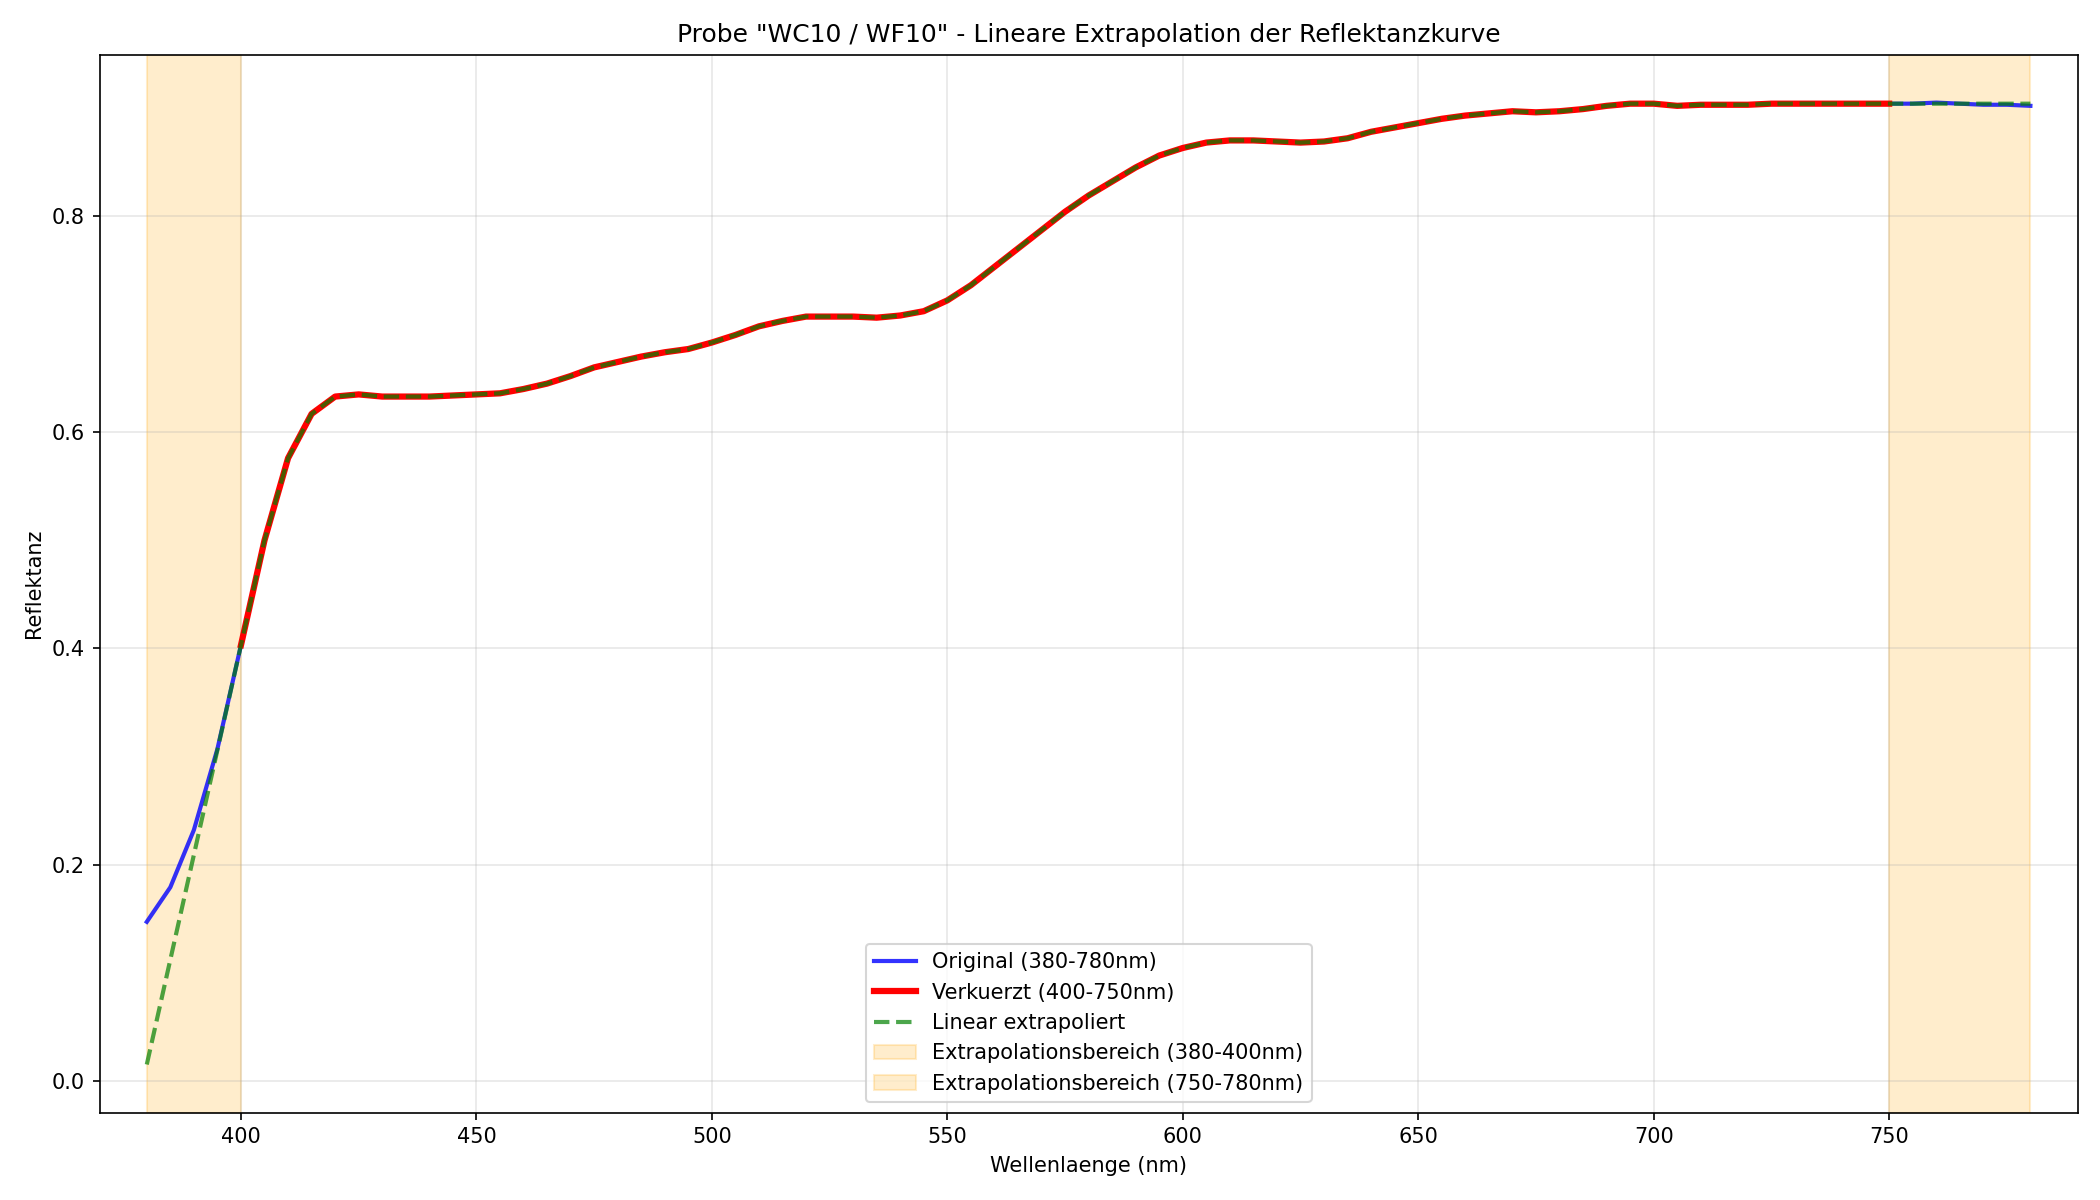 Probe "WC10 / WF10" - Lineare Extrapolation der Reflektanzkurve
Reflektanz
0.8
0.6
0.4
0.2
0.0
Original (380-780nm)
Verkuerzt (400-750nm)
Linear extrapoliert
Extrapolationsbereich (380-400nm)
Extrapolationsbereich (750-780nm)
400 450 500 550 600 650 700 750
Wellenlaenge (nm)